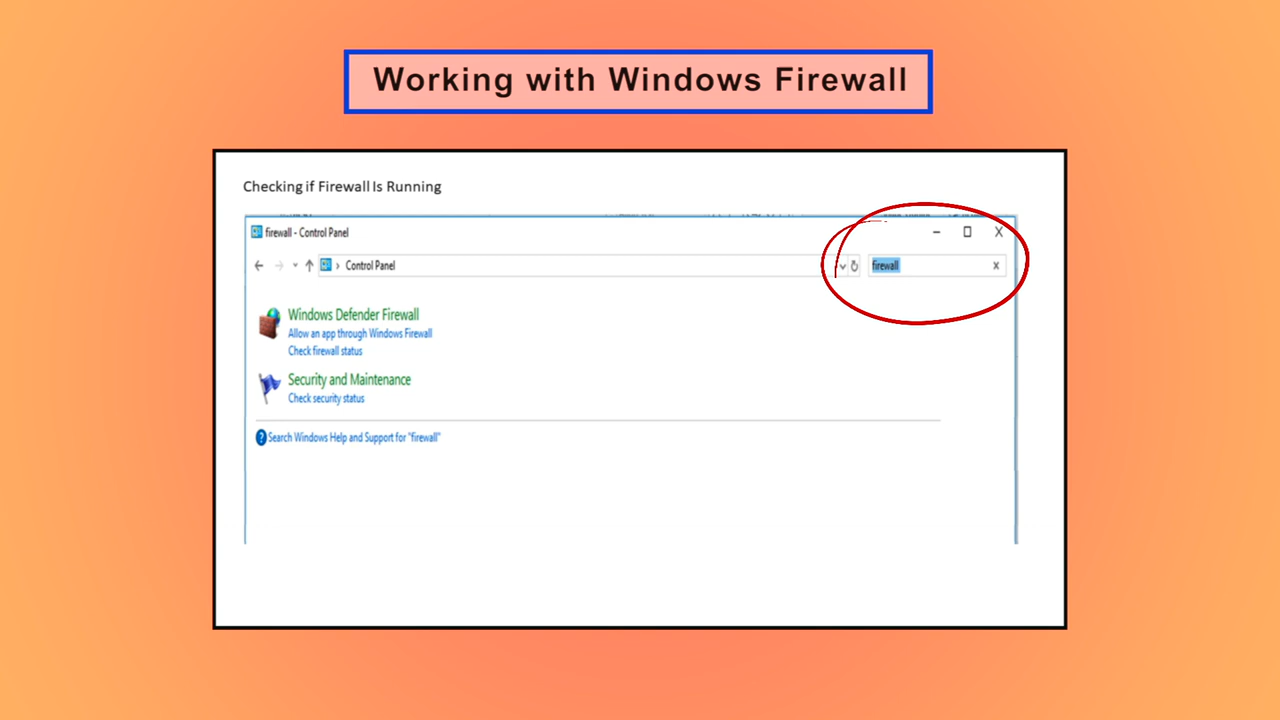 Working with Windows Firewall
Checking if Firewall Is Running
firewall - Control Panel
Control Panel
firewall
Windows Defender Firewall
Allow an app through Windows Firewall
Check firewall status
Security and Maintenance
Check security status
Search Windows Help and Support for "firewall"